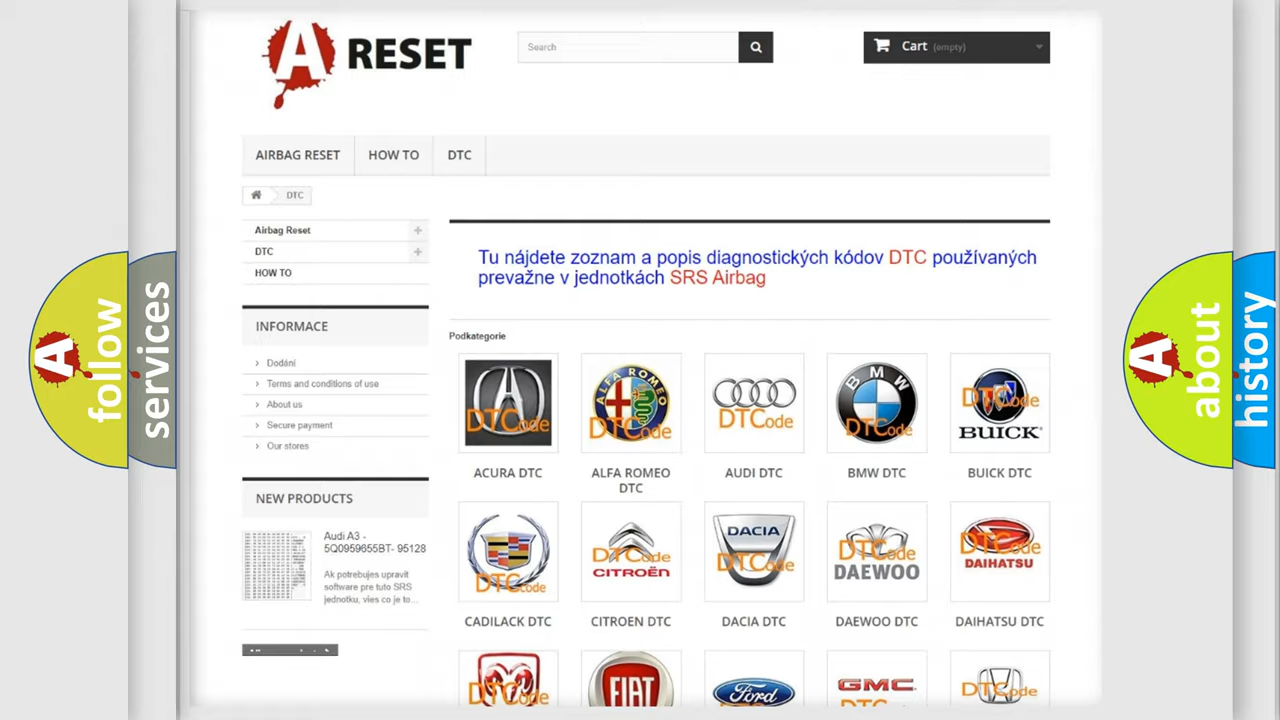 A RESET
Search
Cart (empty)
AIRBAG RESET
HOW TO
DTC
DTC
Airbag Reset
DTC
HOW TO
INFORMACE
Dodání
Terms and conditions of use
About us
Secure payment
Our stores
NEW PRODUCTS
Audi A3 -
5Q0959655BT- 95128
Ak potrebujes upravit
software pre tuto SRS
jednotku, vies co je to...
Tu nájdete zoznam a popis diagnostických kódov DTC používaných
prevažne v jednotkách SRS Airbag
Podkategorie
DTCode
ALFA ROMEO
DTCode
DTCode
BMW
DTCode
DTCode
BUICK
ACURA DTC
ALFA ROMEO
DTC
AUDI DTC
BMW DTC
BUICK DTC
DTCode
DTCode
CITROËN
DACIA
DTCode
DTCode
DAEWOO
DTCode
DAIHATSU
CADILACK DTC
CITROEN DTC
DACIA DTC
DAEWOO DTC
DAIHATSU DTC
DTCode
FIAT
Ford
GMC
DTCode
A follow
services
A about
history